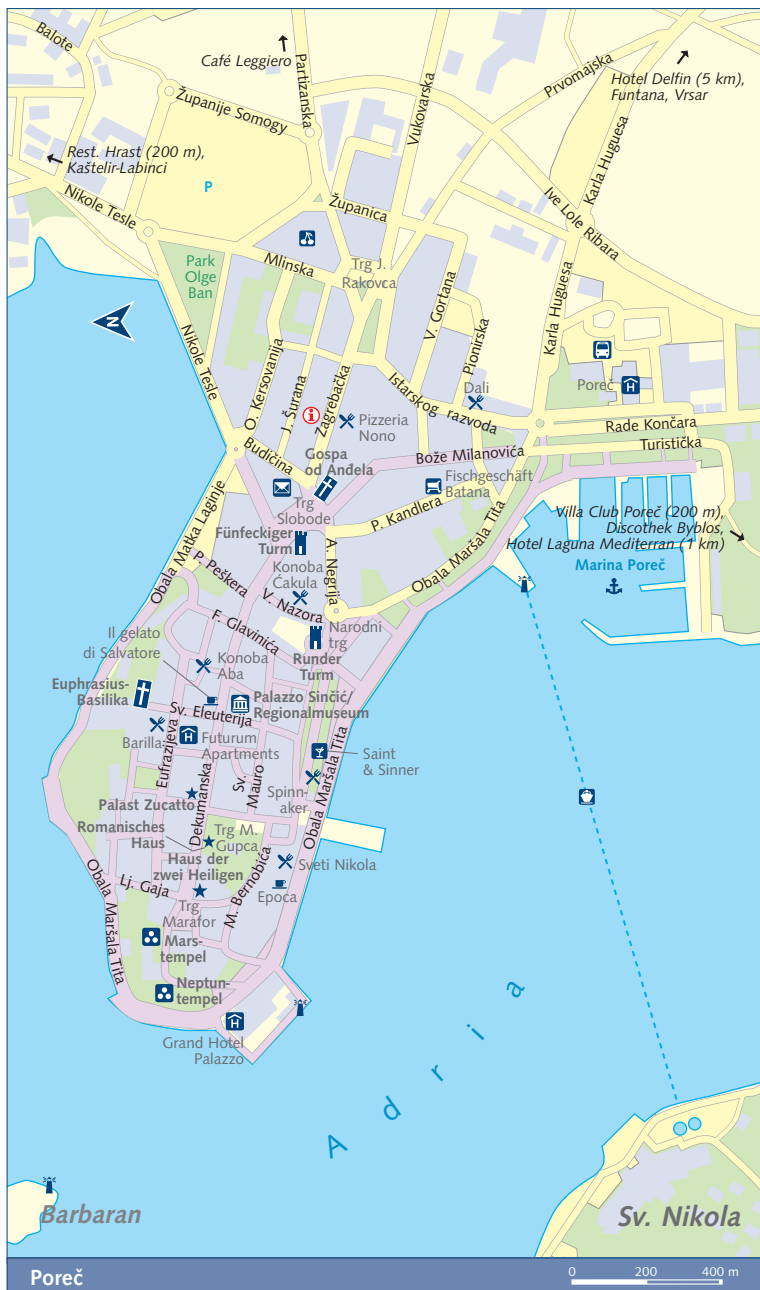 Balote
Café Leggiero
Partizanska
Županije Somogy
Vukovarska
Prvomajska
Hotel Delfin (5 km),
Funtana, Vrsar
Rest. Hrast (200 m),
Kaštelir-Labinci
P
Nikole Tesle
Županica
Karla Huguesa
Ive Lole Ribara
Park
Olge
Ban
Mlinska
Trg J.
Rakovca
N
Nikole Tesle
O. Kersovanija
J. Šurana
Zagrebačka
V. Gortana
Pionirska
Karla Huguesa
Istarskog razvoda
Dali
Poreč
H
i
Pizzeria
Nono
Rade Končara
Turistička
Budičina
Gospa
od Anđela
Bože Milanovića
Fischgeschäft
Batana
Trg
Slobode
P. Kandlera
Fünfeckiger
Turm
Villa Club Poreč (200 m),
Discothek Byblos,
Hotel Laguna Mediterran (1 km)
Obala Matka Laginje
P. Peškera
Konoba
Ćakula
A. Negrija
Obala Maršala Tita
Marina Poreč
V. Nazora
F. Glavinića
Narodni
trg
Runder
Turm
Il gelato
di Salvatore
Konoba
Aba
Euphrasius-
Basilika
Palazzo Sinčić/
Regionalmuseum
Sv. Eleuterija
Barilla
H
Futurum
Apartments
Eufrazijeva
Saint
& Sinner
Sv.
Mauro
Spinn-
aker
Obala Maršala Tita
Palast Zucatto
Dekumanska
Romanisches
Haus
Trg M.
Gupca
Haus der
zwei Heiligen
Sveti Nikola
Obala Maršala Tita
Lj. Gaja
M. Bernobića
Epoca
Trg
Marafor
Mars-
tempel
Neptun-
tempel
H
Grand Hotel
Palazzo
Adria
Barbaran
Sv. Nikola
Poreč
0 200 400 m